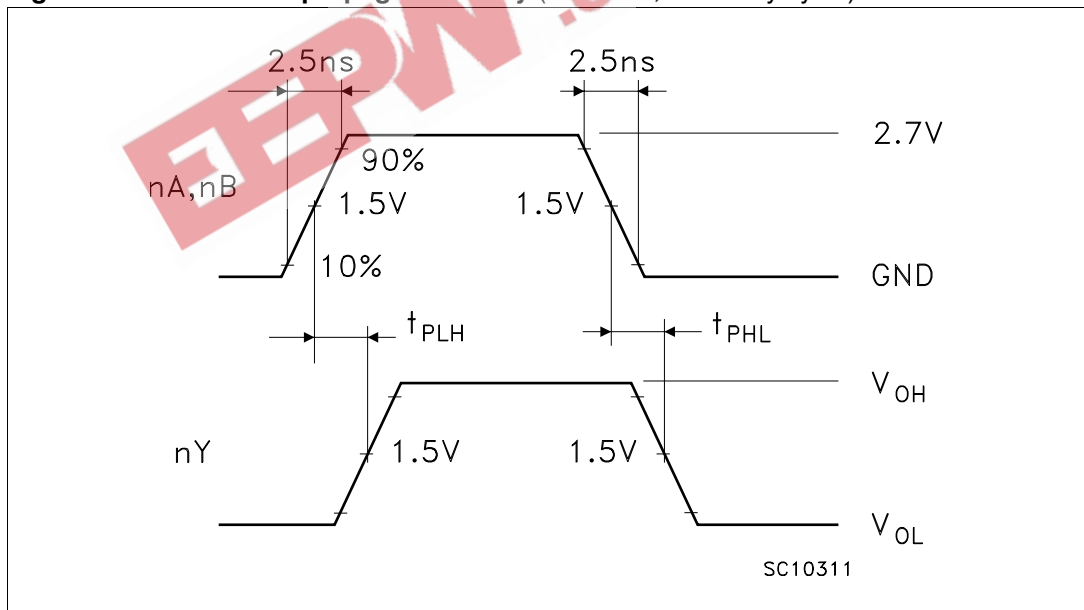 2.5ns 2.5ns
2.7V
90%
nA,nB
1.5V 1.5V
10%
GND
tPLH tPHL
VOH
nY
1.5V 1.5V
VOL
SC10311